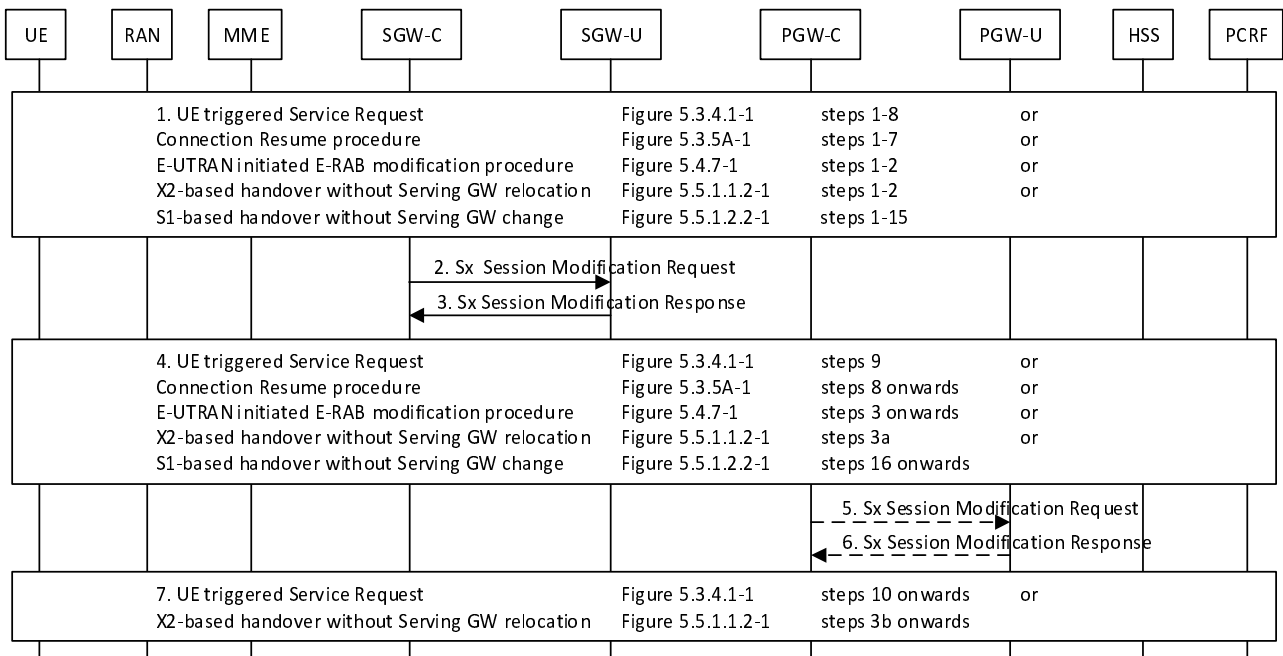 UE RAN MME SGW-C SGW-U PGW-C PGW-U HSS PCRF
1. UE triggered Service Request Figure 5.3.4.1-1 steps 1-8 or
Connection Resume procedure Figure 5.3.5A-1 steps 1-7 or
E-UTRAN initiated E-RAB modification procedure Figure 5.4.7-1 steps 1-2 or
X2-based handover without Serving GW relocation Figure 5.5.1.1.2-1 steps 1-2 or
S1-based handover without Serving GW change Figure 5.5.1.2.2-1 steps 1-15
2. Sx Session Modification Request
3. Sx Session Modification Response
4. UE triggered Service Request Figure 5.3.4.1-1 steps 9 or
Connection Resume procedure Figure 5.3.5A-1 steps 8 onwards or
E-UTRAN initiated E-RAB modification procedure Figure 5.4.7-1 steps 3 onwards or
X2-based handover without Serving GW relocation Figure 5.5.1.1.2-1 steps 3a or
S1-based handover without Serving GW change Figure 5.5.1.2.2-1 steps 16 onwards
5. Sx Session Modification Request
6. Sx Session Modification Response
7. UE triggered Service Request Figure 5.3.4.1-1 steps 10 onwards or
X2-based handover without Serving GW relocation Figure 5.5.1.1.2-1 steps 3b onwards